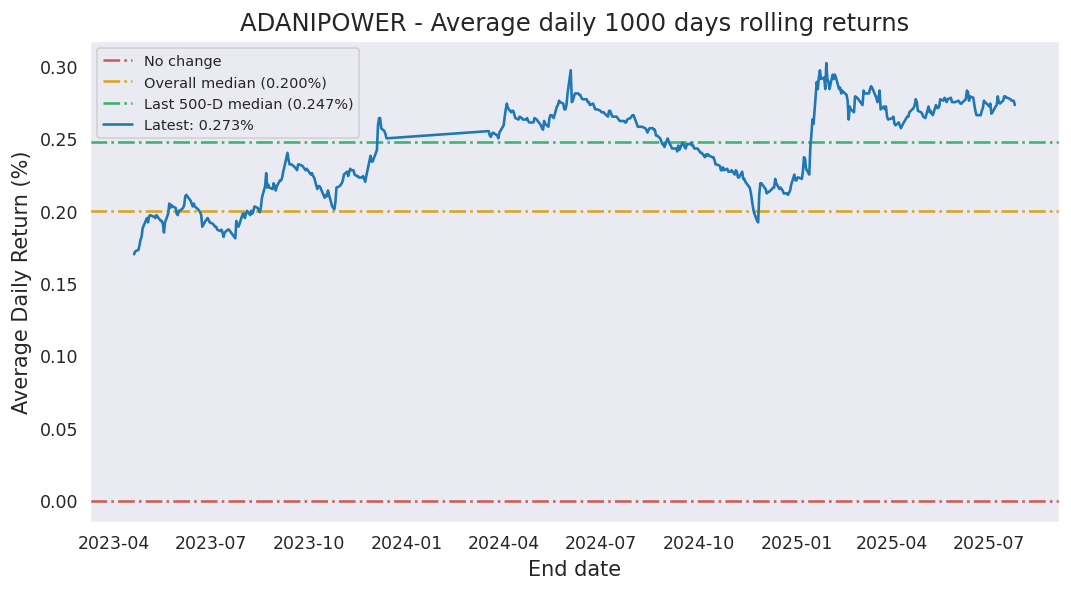 ADANIPOWER - Average daily 1000 days rolling returns
No change
Overall median (0.200%)
Last 500-D median (0.247%)
Latest: 0.273%
Average Daily Return (%)
0.30
0.25
0.20
0.15
0.10
0.05
0.00
2023-04 2023-07 2023-10 2024-01 2024-04 2024-07 2024-10 2025-01 2025-04 2025-07
End date